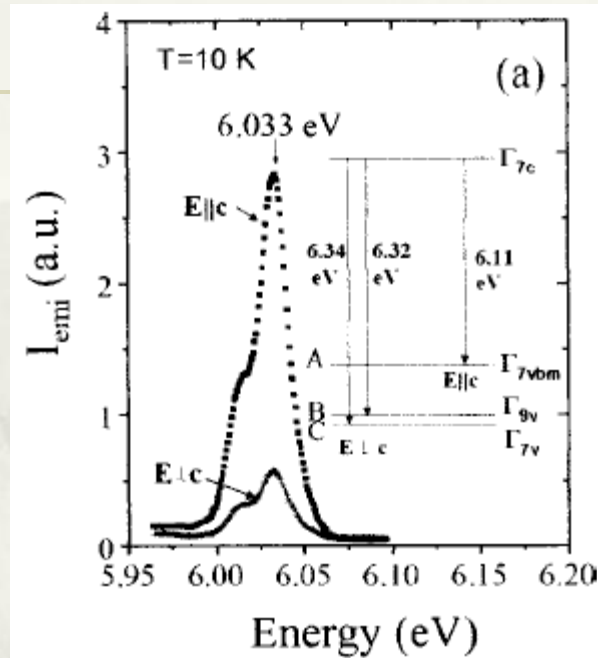 4
T=10 K
(a)
6.033 eV
Γ7c
E||c
3
6.34
eV
6.32
eV
6.11
eV
2
Iemi (a.u.)
A
E||c
Γ7vbm
1
B
Γ9v
C
E⊥c
Γ7v
E⊥c
0
5.95 6.00 6.05 6.10 6.15 6.20
Energy (eV)